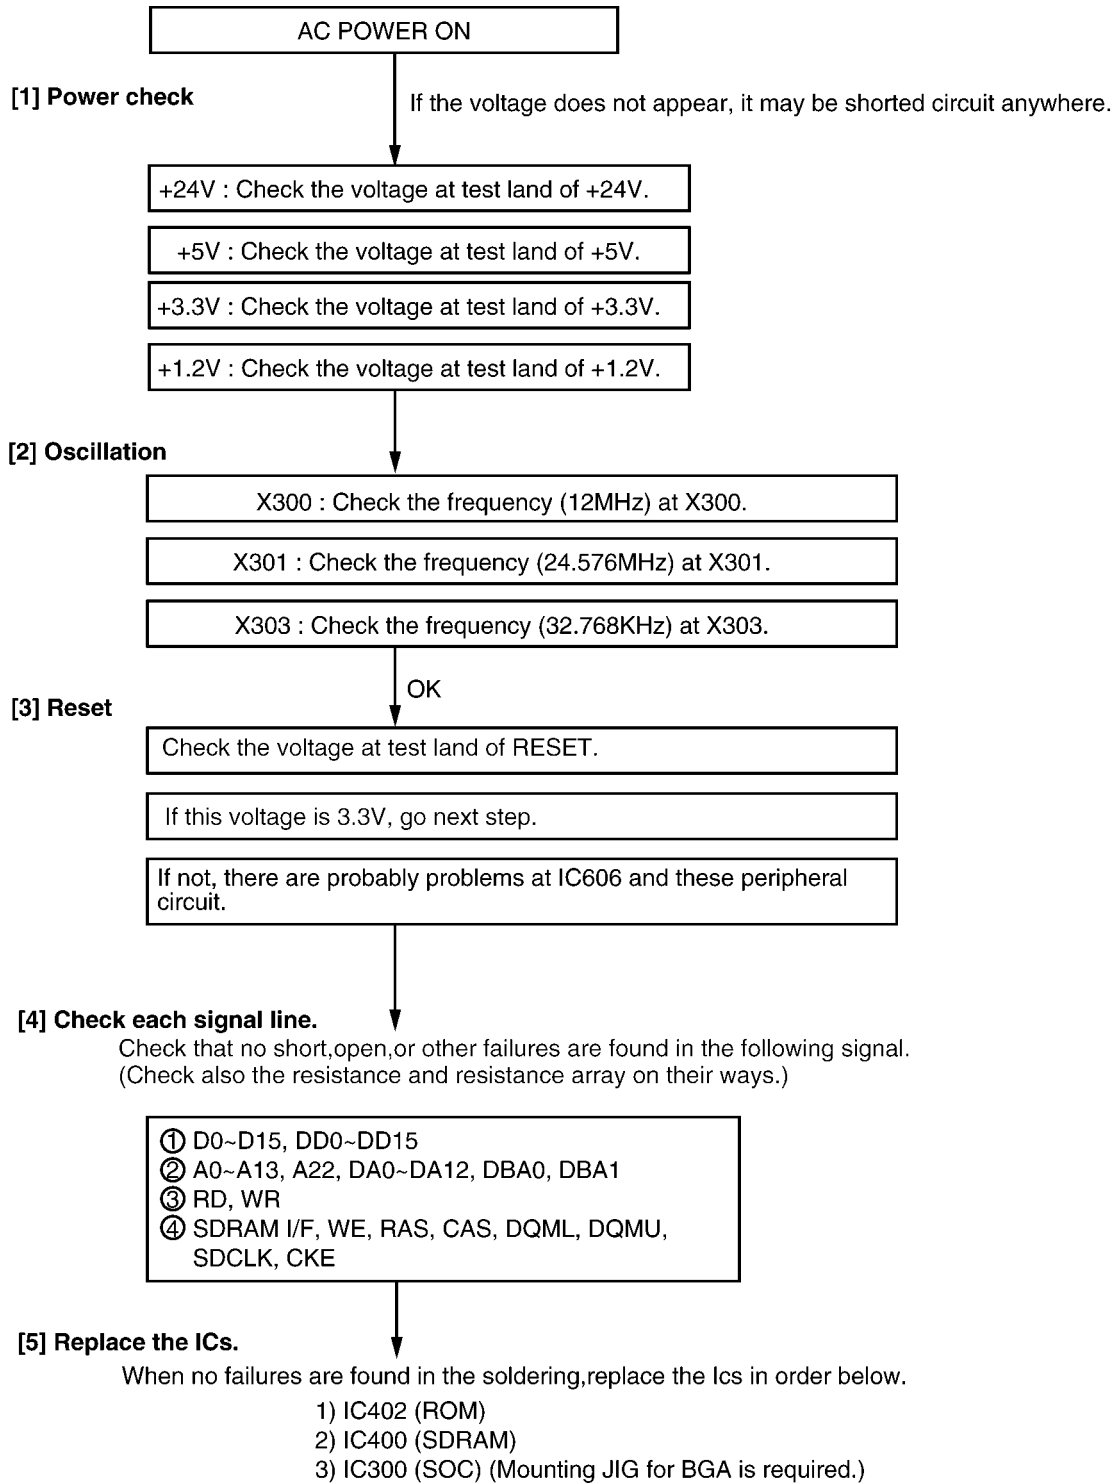 AC POWER ON
[1] Power check
If the voltage does not appear, it may be shorted circuit anywhere.
+24V : Check the voltage at test land of +24V.
+5V : Check the voltage at test land of +5V.
+3.3V : Check the voltage at test land of +3.3V.
+1.2V : Check the voltage at test land of +1.2V.
[2] Oscillation
X300 : Check the frequency (12MHz) at X300.
X301 : Check the frequency (24.576MHz) at X301.
X303 : Check the frequency (32.768KHz) at X303.
OK
[3] Reset
Check the voltage at test land of RESET.
If this voltage is 3.3V, go next step.
If not, there are probably problems at IC606 and these peripheral
circuit.
[4] Check each signal line.
Check that no short,open,or other failures are found in the following signal.
(Check also the resistance and resistance array on their ways.)
① D0~D15, DD0~DD15
② A0~A13, A22, DA0~DA12, DBA0, DBA1
③ RD, WR
④ SDRAM I/F, WE, RAS, CAS, DQML, DQMU,
SDCLK, CKE
[5] Replace the ICs.
When no failures are found in the soldering,replace the Ics in order below.
1) IC402 (ROM)
2) IC400 (SDRAM)
3) IC300 (SOC) (Mounting JIG for BGA is required.)